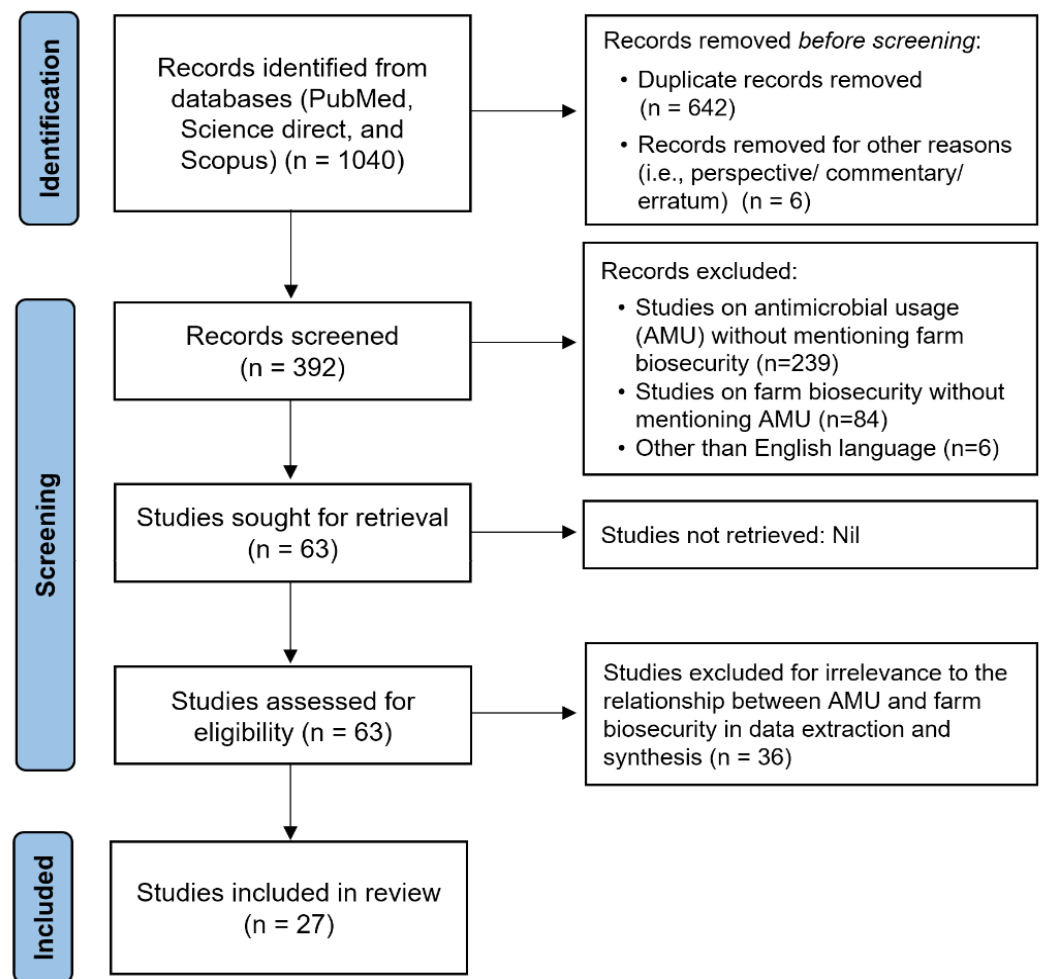 Identification
Records identified from
databases (PubMed,
Science direct, and
Scopus) (n = 1040)
Records removed before screening:
• Duplicate records removed
(n = 642)
• Records removed for other reasons
(i.e., perspective/ commentary/
erratum) (n = 6)
Screening
Records screened
(n = 392)
Records excluded:
• Studies on antimicrobial usage
(AMU) without mentioning farm
biosecurity (n=239)
• Studies on farm biosecurity without
mentioning AMU (n=84)
• Other than English language (n=6)
Studies sought for retrieval
(n = 63)
Studies not retrieved: Nil
Studies assessed for
eligibility (n = 63)
Studies excluded for irrelevance to the
relationship between AMU and farm
biosecurity in data extraction and
synthesis (n = 36)
Included
Studies included in review
(n = 27)